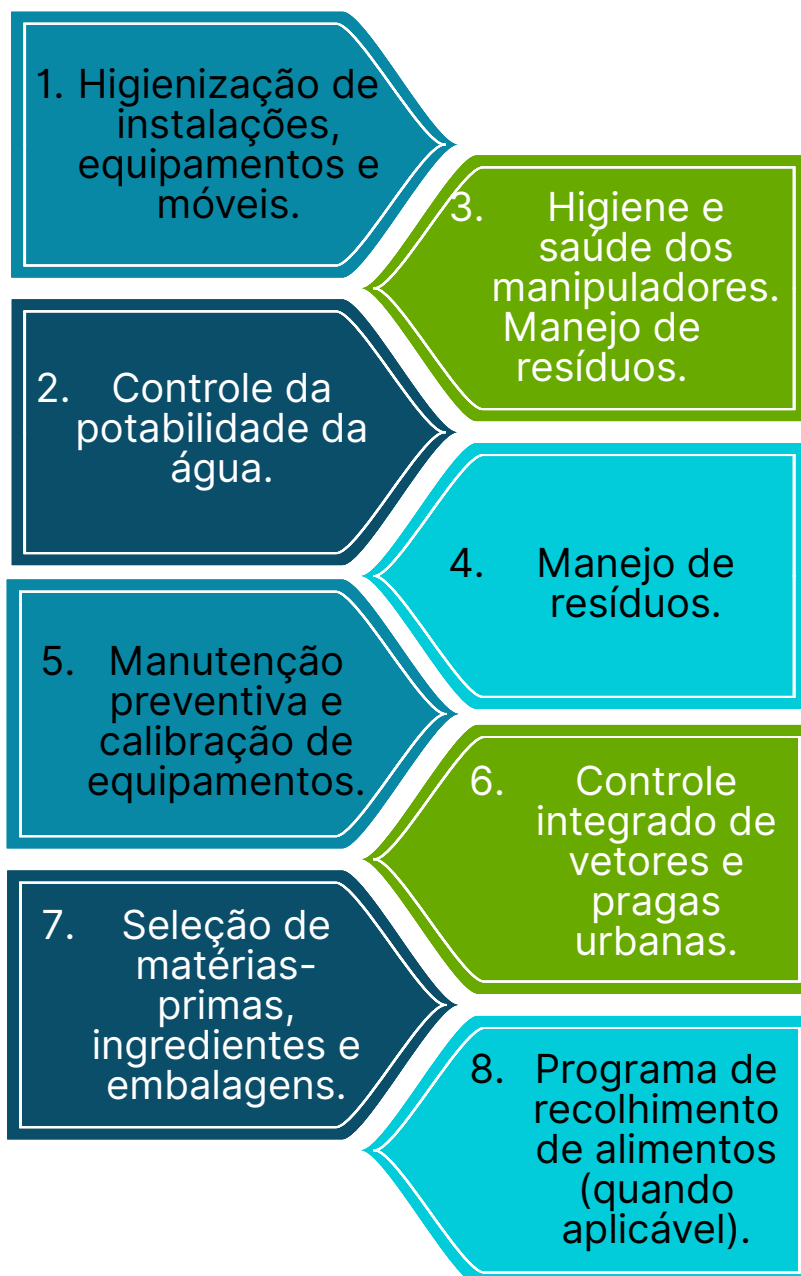 1. Higienização de
instalações,
equipamentos e
móveis.
2. Controle da
potabilidade da
água.
3. Higiene e
saúde dos
manipuladores.
Manejo de
resíduos.
4. Manejo de
resíduos.
5. Manutenção
preventiva e
calibração de
equipamentos.
6. Controle
integrado de
vetores e
pragas
urbanas.
7. Seleção de
matérias-
primas,
ingredientes e
embalagens.
8. Programa de
recolhimento
de alimentos
(quando
aplicável).